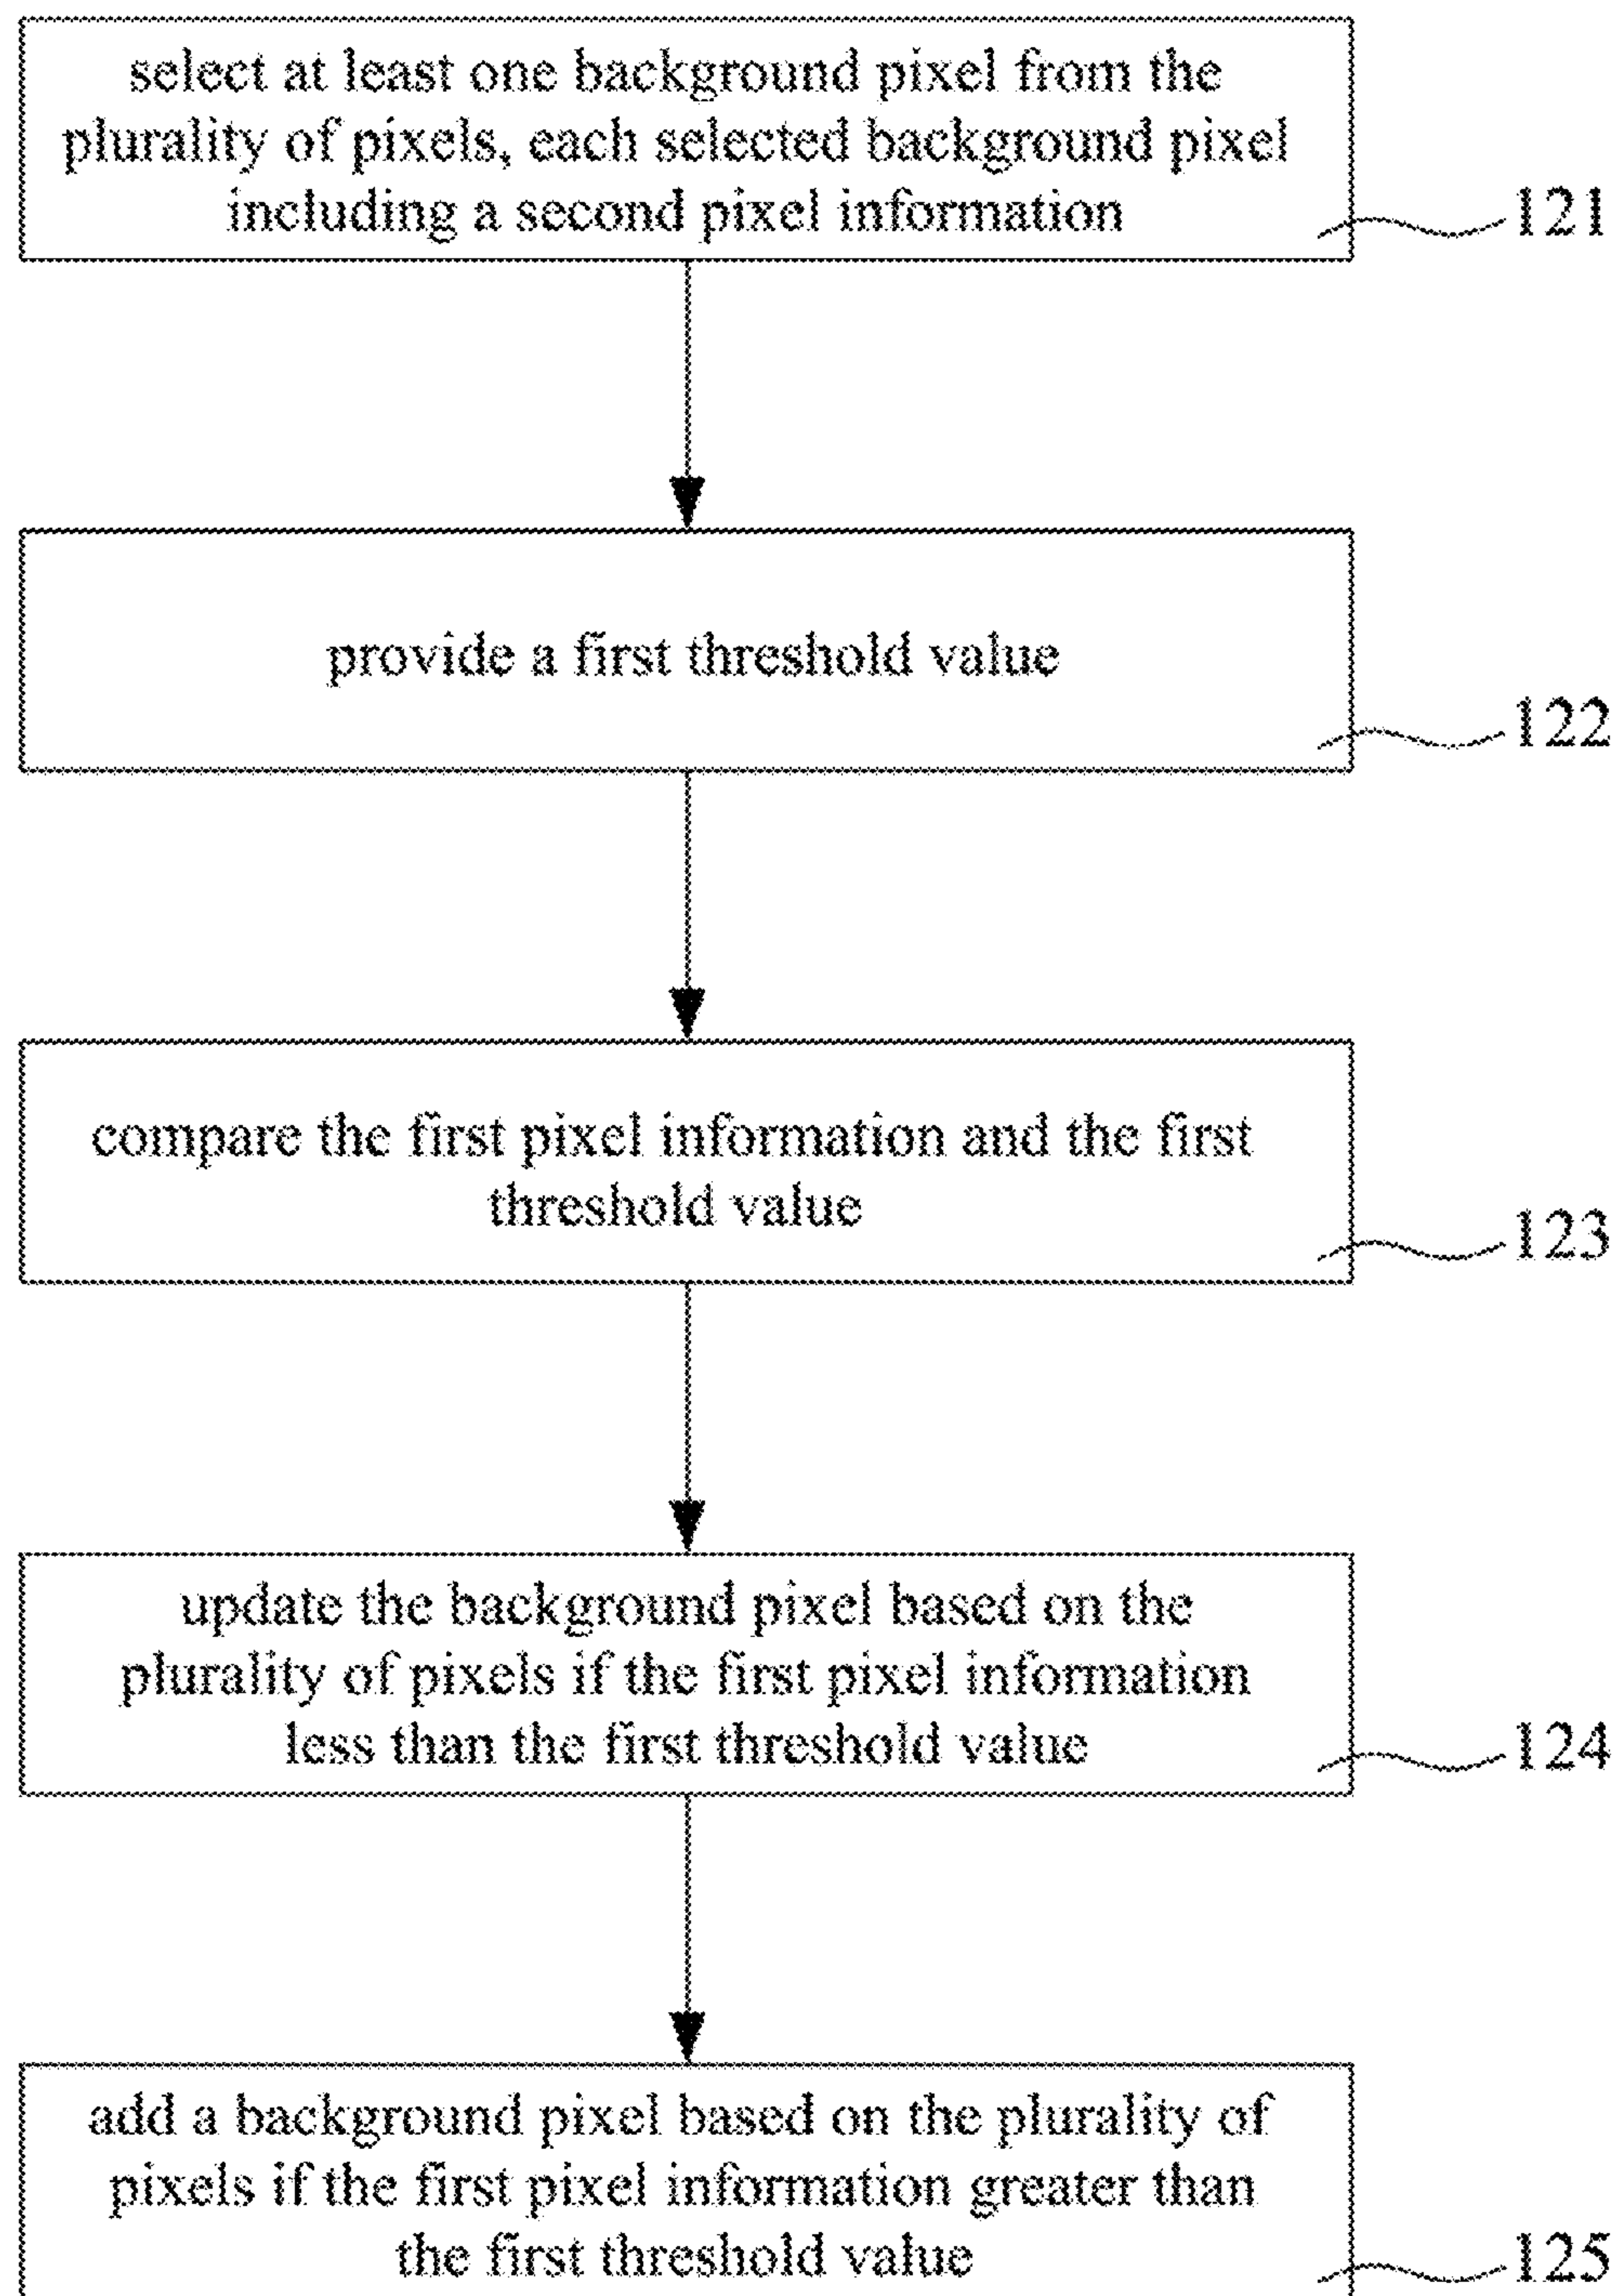 select at least one background pixel from the
plurality of pixels, each selected background pixel
including a second pixel information
121
provide a first threshold value
122
compare the first pixel information and the first
threshold value
123
update the background pixel based on the
plurality of pixels if the first pixel information
less than the first threshold value
124
add a background pixel based on the plurality of
pixels if the first pixel information greater than
the first threshold value
125